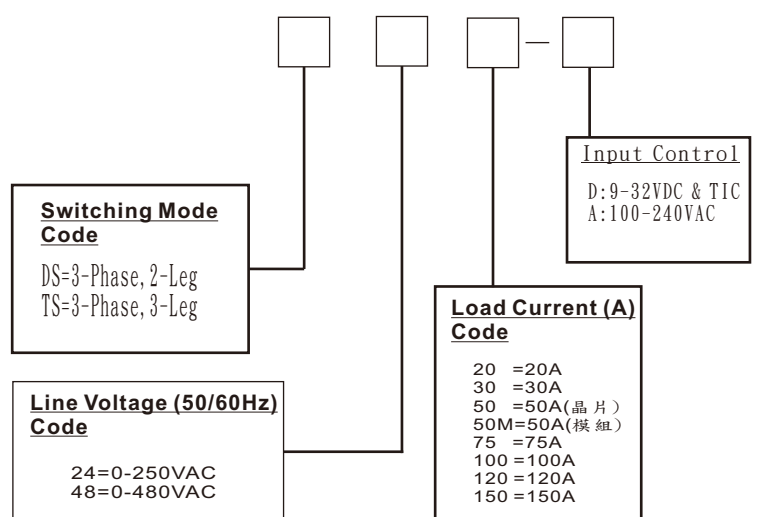 Input Control
D:9-32VDC & TIC
A:100-240VAC
Switching Mode
Code
DS=3-Phase,2-Leg
TS=3-Phase,3-Leg
Load Current (A)
Code
20 =20A
30 =30A
50 =50A(晶片)
50M=50A(模組)
75 =75A
100 =100A
120 =120A
150 =150A
Line Voltage (50/60Hz)
Code
24=0-250VAC
48=0-480VAC